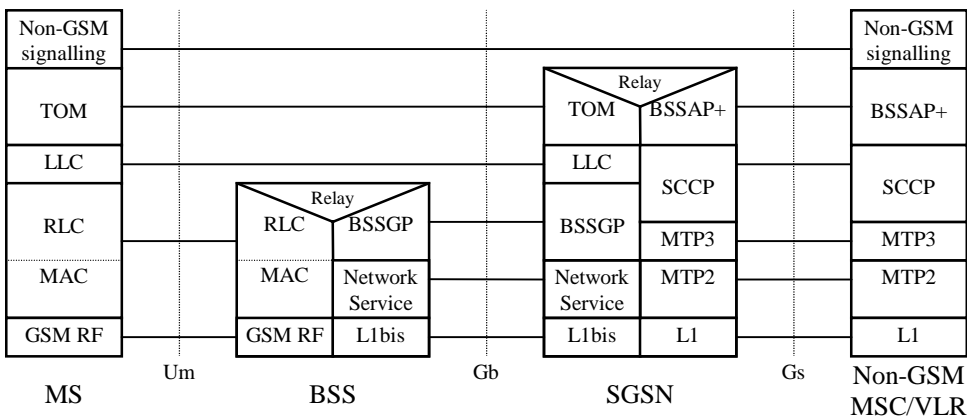 Non-GSM
signalling
TOM
LLC
RLC
MAC
GSM RF
MS
Um
Relay
RLC
BSSGP
MAC
Network
Service
GSM RF
L1bis
BSS
Gb
Relay
TOM
BSSAP+
LLC
SCCP
BSSGP
MTP3
Network
Service
MTP2
L1bis
L1
SGSN
Gs
Non-GSM
signalling
BSSAP+
SCCP
MTP3
MTP2
L1
Non-GSM
MSC/VLR